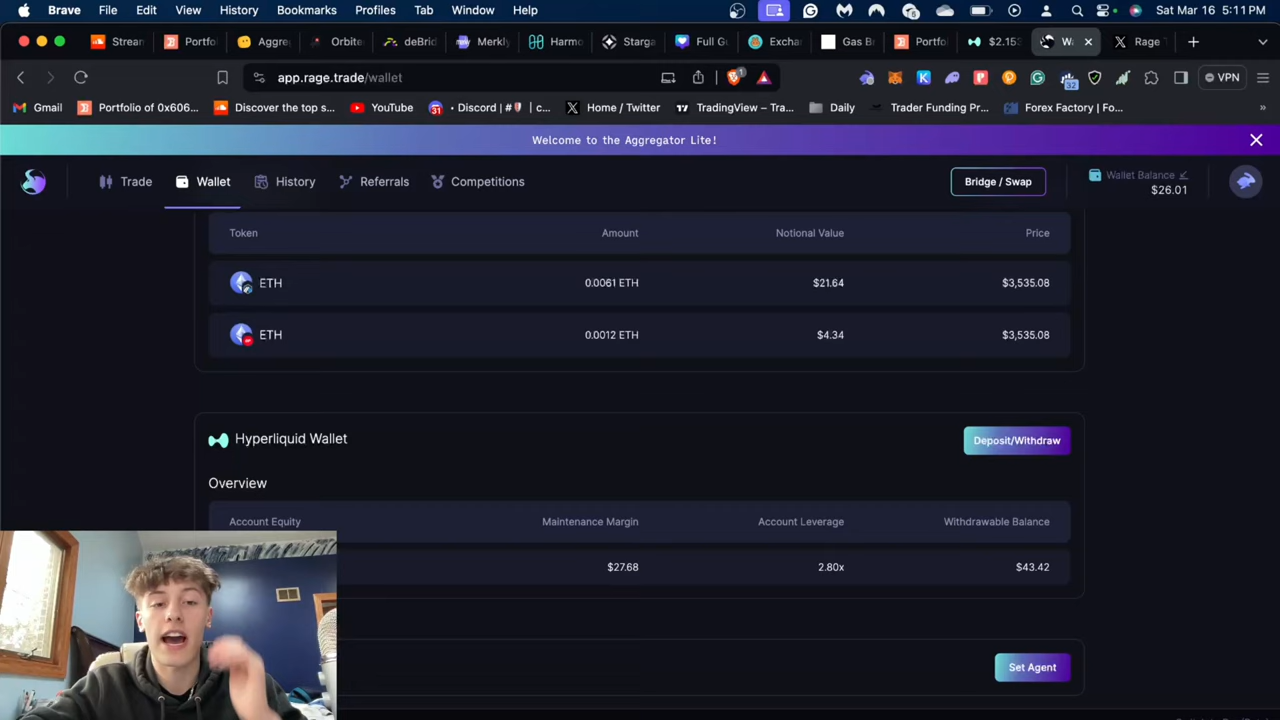 Brave File Edit View History Bookmarks Profiles Tab Window Help Sat Mar 16 5:11 PM
Stream Portfo Aggre Orbite deBrid Merkly Harmo Starga Full G Exchan Gas B Portfo $2.153 Wa Rage T
app.rage.trade/wallet VPN
Gmail Portfolio of 0x606... Discover the top s... YouTube • Discord | #| c... Home / Twitter TradingView – Tra... Daily Trader Funding Pro... Forex Factory | Fo... »
Welcome to the Aggregator Lite!
Trade Wallet History Referrals Competitions Bridge / Swap Wallet Balance
$26.01
Token Amount Notional Value Price
ETH 0.0061 ETH $21.64 $3,535.08
ETH 0.0012 ETH $4.34 $3,535.08
Hyperliquid Wallet Deposit/Withdraw
Overview
Account Equity Maintenance Margin Account Leverage Withdrawable Balance
$27.68 2.80x $43.42
Set Agent